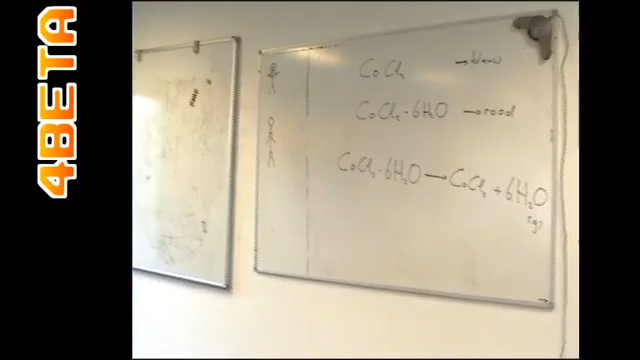 4BETA
CoCl₂ → blauw
CoCl₂ · 6H₂O → rood
CoCl₂ · 6H₂O → CoCl₂ + 6H₂O
(g)